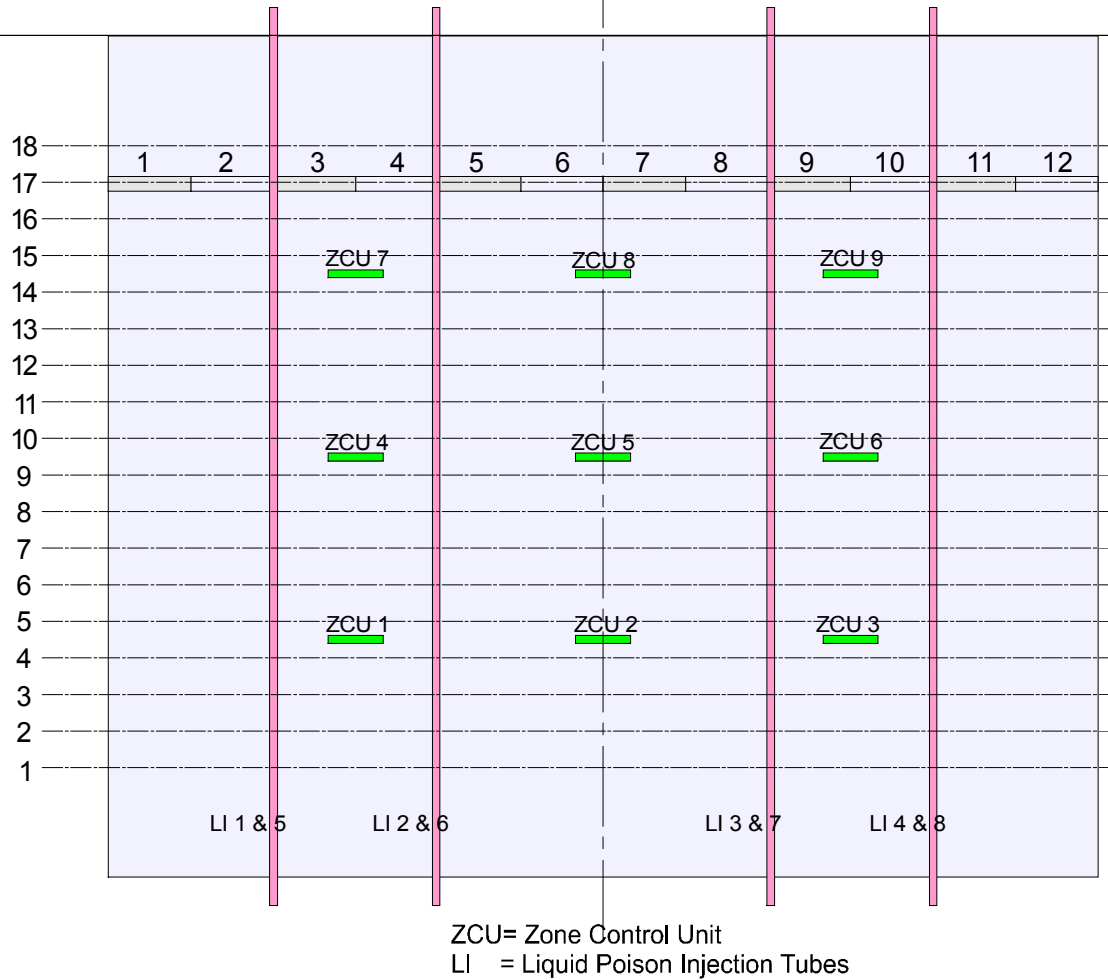 18
1 2 3 4 5 6 7 8 9 10 11 12
17
16
15 ZCU 7 ZCU 8 ZCU 9
14
13
12
11
10 ZCU 4 ZCU 5 ZCU 6
9
8
7
6
5 ZCU 1 ZCU 2 ZCU 3
4
3
2
1
LI 1 & 5 LI 2 & 6 LI 3 & 7 LI 4 & 8
ZCU= Zone Control Unit
LI = Liquid Poison Injection Tubes